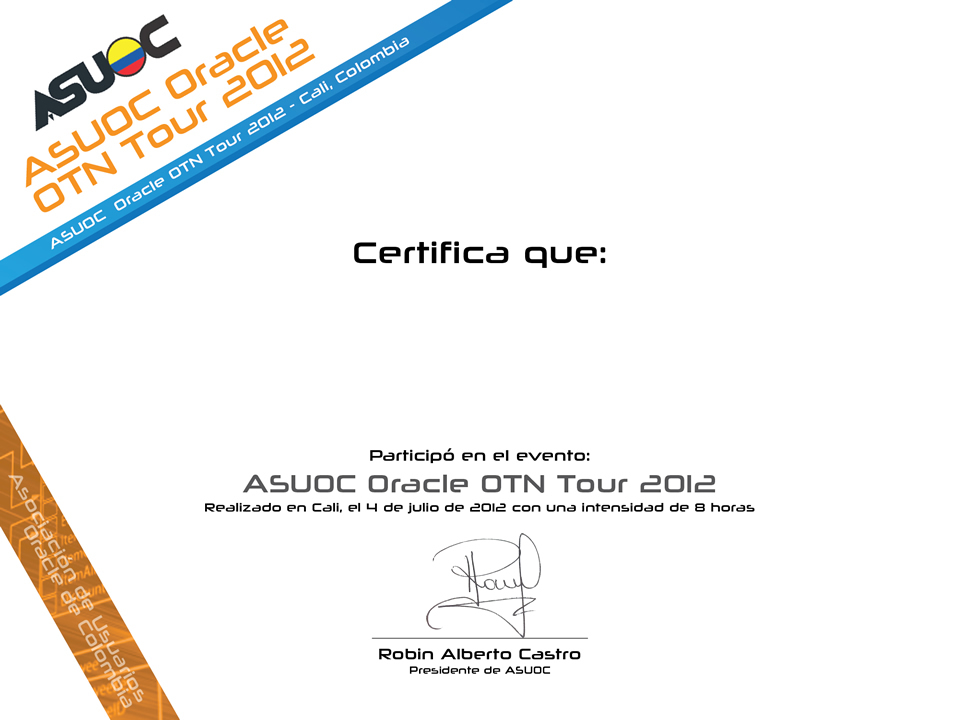 ASUOC
ASUOC Oracle
OTN Tour 2012
ASUOC Oracle OTN Tour 2012 - Cali, Colombia
Certifica que:
Participó en el evento:
ASUOC Oracle OTN Tour 2012
Realizado en Cali, el 4 de julio de 2012 con una intensidad de 8 horas
Robin Alberto Castro
Presidente de ASUOC
Asociación de Usuarios
Oracle de Colombia